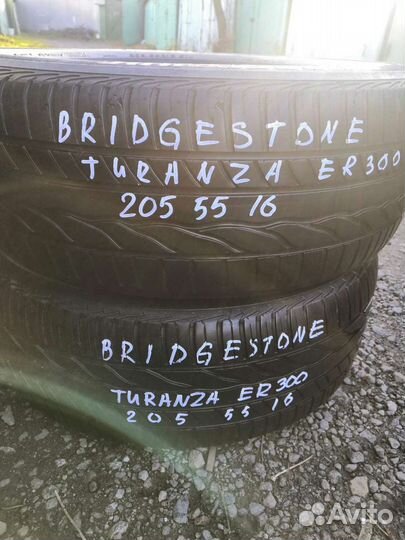 BRIDGESTONE
TURANZA ER300
205 55 16
BRIDGESTONE
TURANZA ER300
205 55 16
Avito